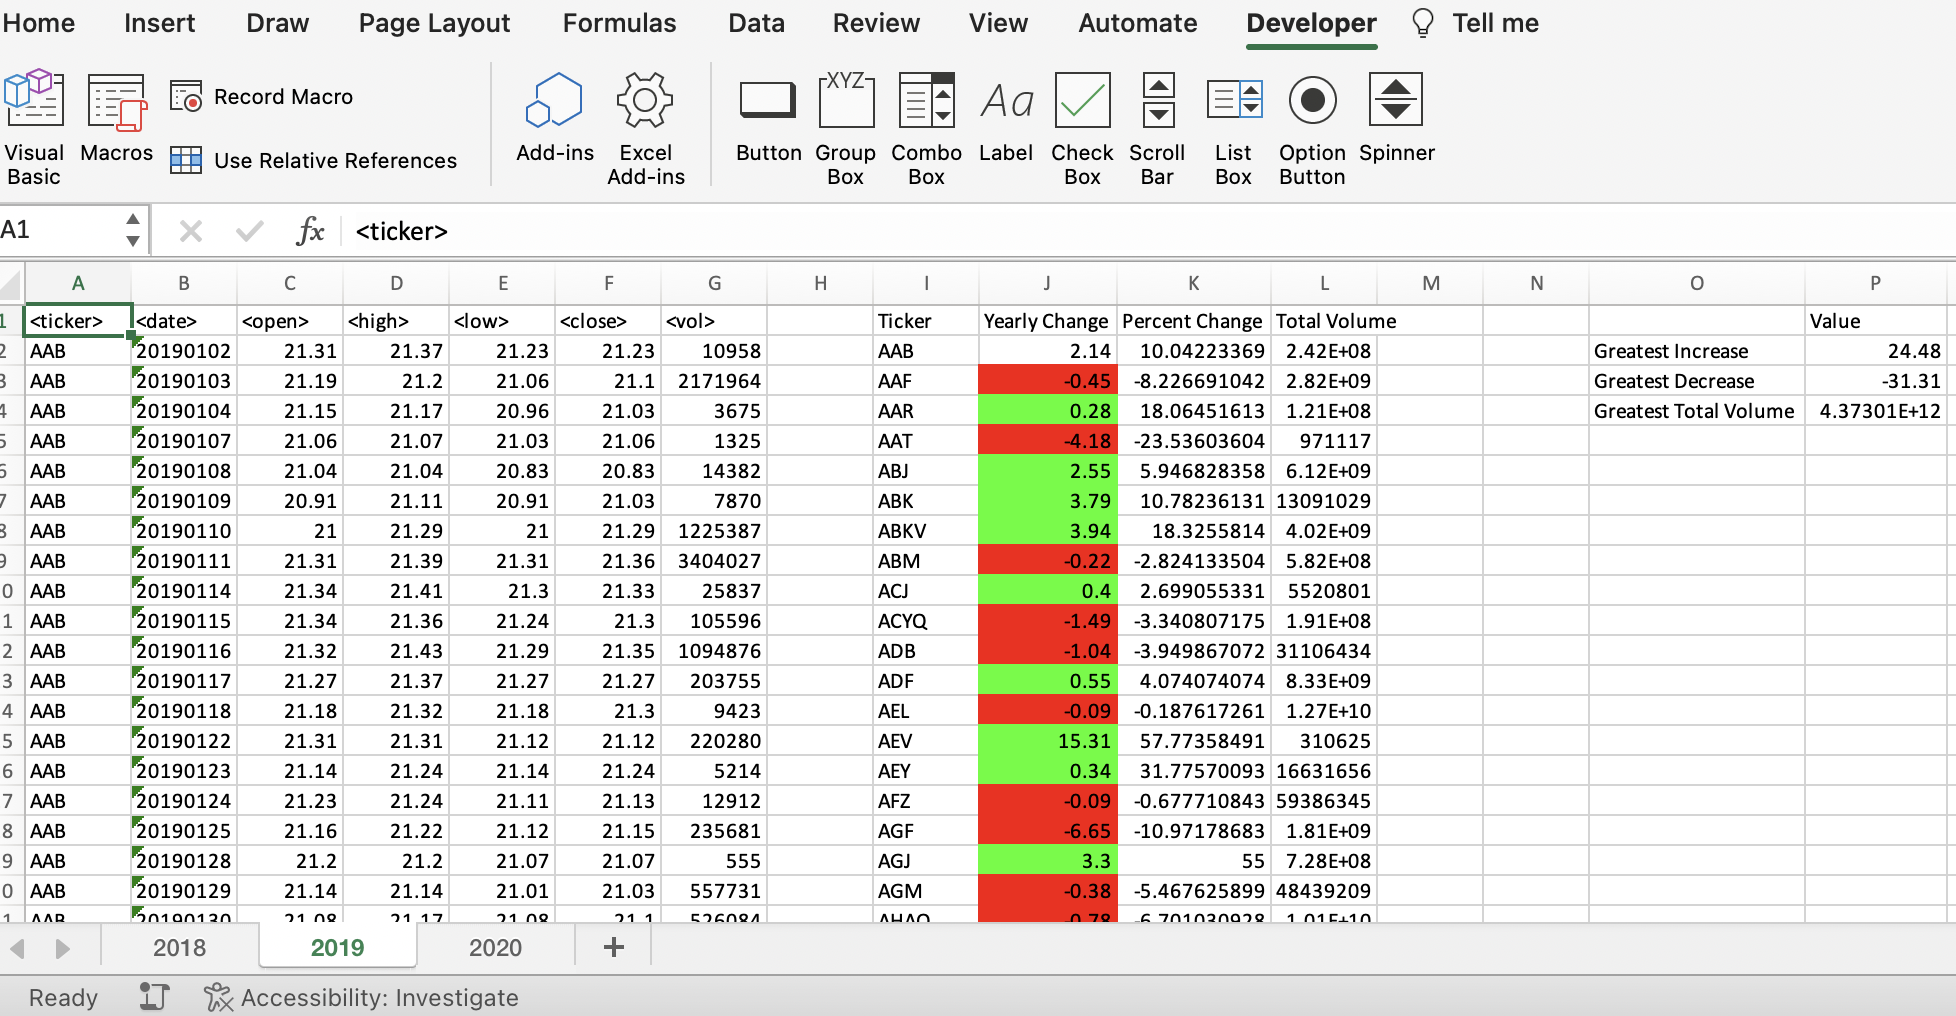 Home Insert Draw Page Layout Formulas Data Review View Automate Developer Tell me
Visual Basic Macros Record Macro Use Relative References Add-ins Excel Add-ins XYZ Button Group Box Combo Box Aa Label Check Box Scroll Bar List Box Option Button Spinner
A1 fx <ticker>
A B C D E F G H I J K L M N O P
1 <ticker> <date> <open> <high> <low> <close> <vol> Ticker Yearly Change Percent Change Total Volume Value
2 AAB 20190102 21.31 21.37 21.23 21.23 10958 AAB 2.14 10.04223369 2.42E+08 Greatest Increase 24.48
3 AAB 20190103 21.19 21.2 21.06 21.1 2171964 AAF -0.45 -8.226691042 2.82E+09 Greatest Decrease -31.31
4 AAB 20190104 21.15 21.17 20.96 21.03 3675 AAR 0.28 18.06451613 1.21E+08 Greatest Total Volume 4.37301E+12
5 AAB 20190107 21.06 21.07 21.03 21.06 1325 AAT -4.18 -23.53603604 971117
6 AAB 20190108 21.04 21.04 20.83 20.83 14382 ABJ 2.55 5.946828358 6.12E+09
7 AAB 20190109 20.91 21.11 20.91 21.03 7870 ABK 3.79 10.78236131 13091029
8 AAB 20190110 21 21.29 21 21.29 1225387 ABKV 3.94 18.3255814 4.02E+09
9 AAB 20190111 21.31 21.39 21.31 21.36 3404027 ABM -0.22 -2.824133504 5.82E+08
0 AAB 20190114 21.34 21.41 21.3 21.33 25837 ACJ 0.4 2.699055331 5520801
1 AAB 20190115 21.34 21.36 21.24 21.3 105596 ACYQ -1.49 -3.340807175 1.91E+08
2 AAB 20190116 21.32 21.43 21.29 21.35 1094876 ADB -1.04 -3.949867072 31106434
3 AAB 20190117 21.27 21.37 21.27 21.27 203755 ADF 0.55 4.074074074 8.33E+09
4 AAB 20190118 21.18 21.32 21.18 21.3 9423 AEL -0.09 -0.187617261 1.27E+10
5 AAB 20190122 21.31 21.31 21.12 21.12 220280 AEV 15.31 57.77358491 310625
6 AAB 20190123 21.14 21.24 21.14 21.24 5214 AEY 0.34 31.77570093 16631656
7 AAB 20190124 21.23 21.24 21.11 21.13 12912 AFZ -0.09 -0.677710843 59386345
8 AAB 20190125 21.16 21.22 21.12 21.15 235681 AGF -6.65 -10.97178683 1.81E+09
9 AAB 20190128 21.2 21.2 21.07 21.07 555 AGJ 3.3 55 7.28E+08
0 AAB 20190129 21.14 21.14 21.01 21.03 557731 AGM -0.38 -5.467625899 48439209
1 AAB 20190130 21.08 21.17 21.08 21.1 526084 -0.78 -6.701030928 1.01E+10
2018 2019 2020
Ready Accessibility: Investigate